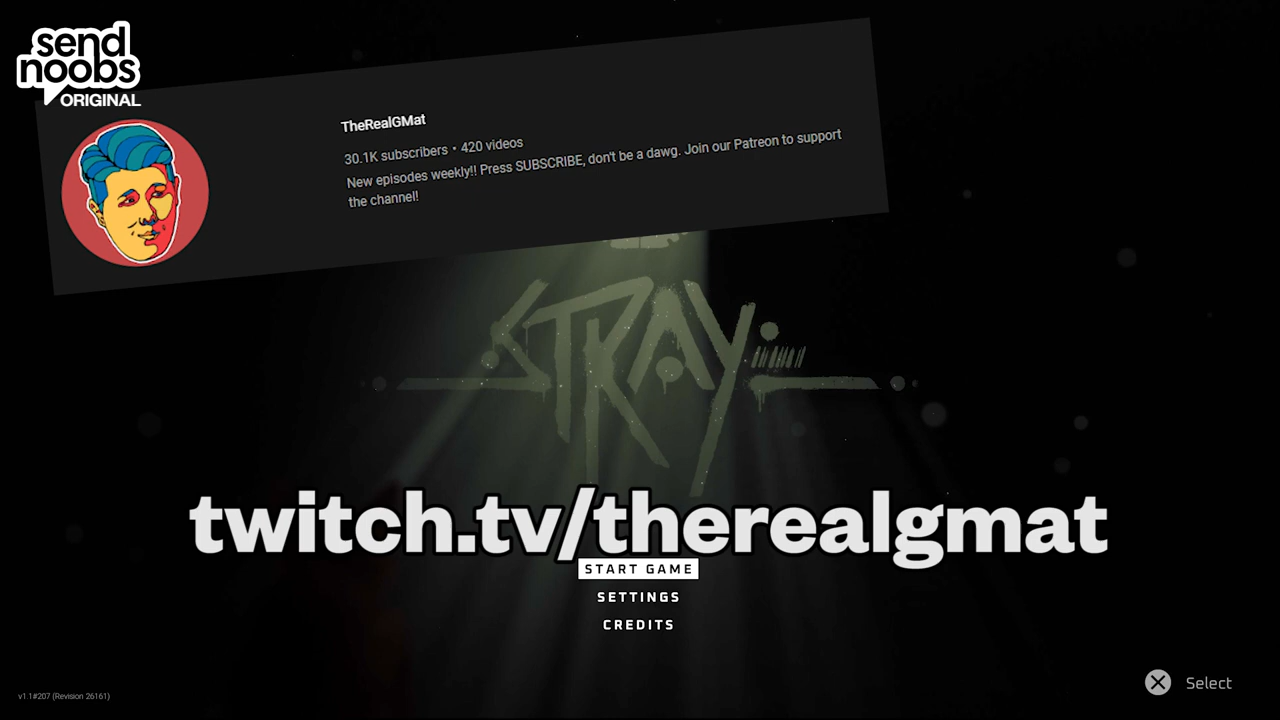 send
noobs
ORIGINAL
TheRealGMat
30.1K subscribers • 420 videos
New episodes weekly!! Press SUBSCRIBE, don't be a dawg. Join our Patreon to support
the channel!
STRAY
twitch.tv/therealgmat
START GAME
SETTINGS
CREDITS
v1.1#207 (Revision 26161)
Select